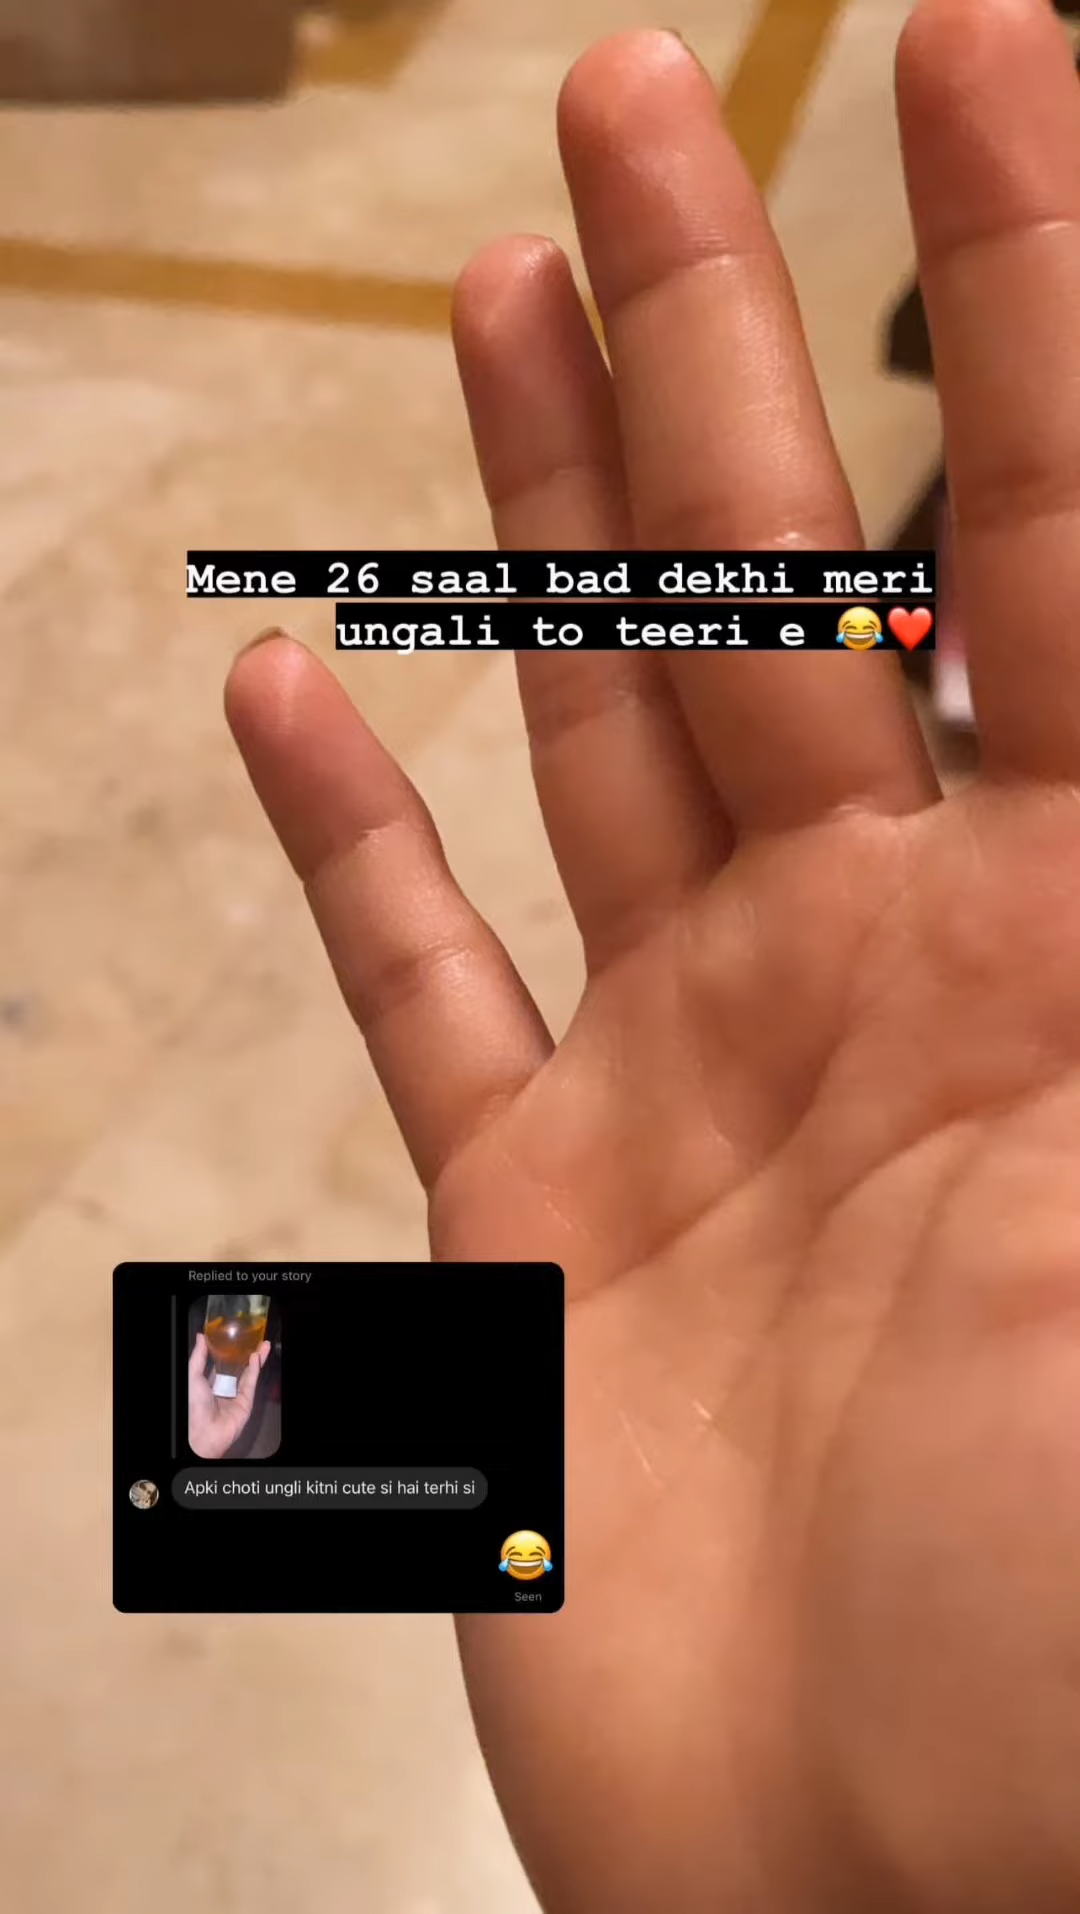 Mene 26 saal bad dekhi meri
ungali to teeri e 😂❤️
Replied to your story
Apki choti ungli kitni cute si hai terhi si
😂
Seen